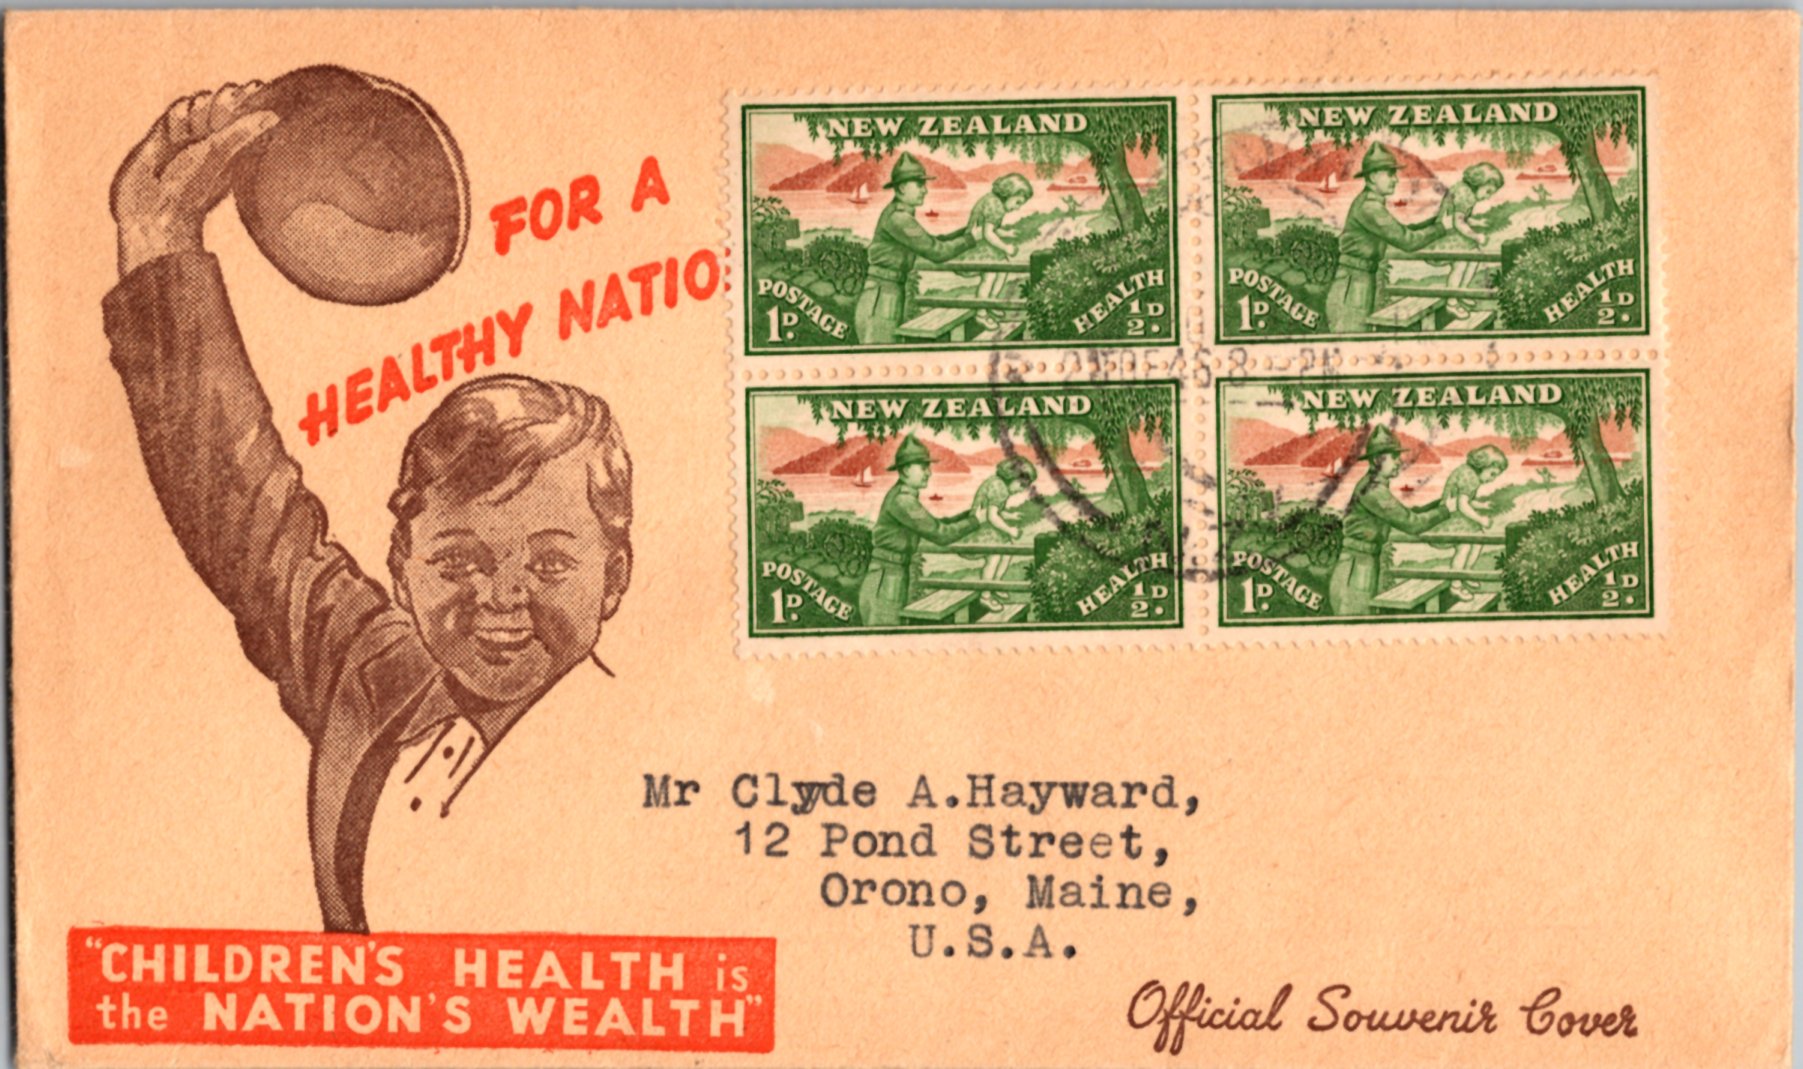 FOR A
HEALTHY NATIO
NEW ZEALAND
POSTAGE
1D.
HEALTH
½D.
NEW ZEALAND
POSTAGE
1D.
HEALTH
½D.
NEW ZEALAND
POSTAGE
1D.
HEALTH
½D.
NEW ZEALAND
POSTAGE
1D.
HEALTH
½D.
Mr Clyde A.Hayward,
12 Pond Street,
Orono, Maine,
U.S.A.
"CHILDREN'S HEALTH is
the NATION'S WEALTH"
Official Souvenir Cover